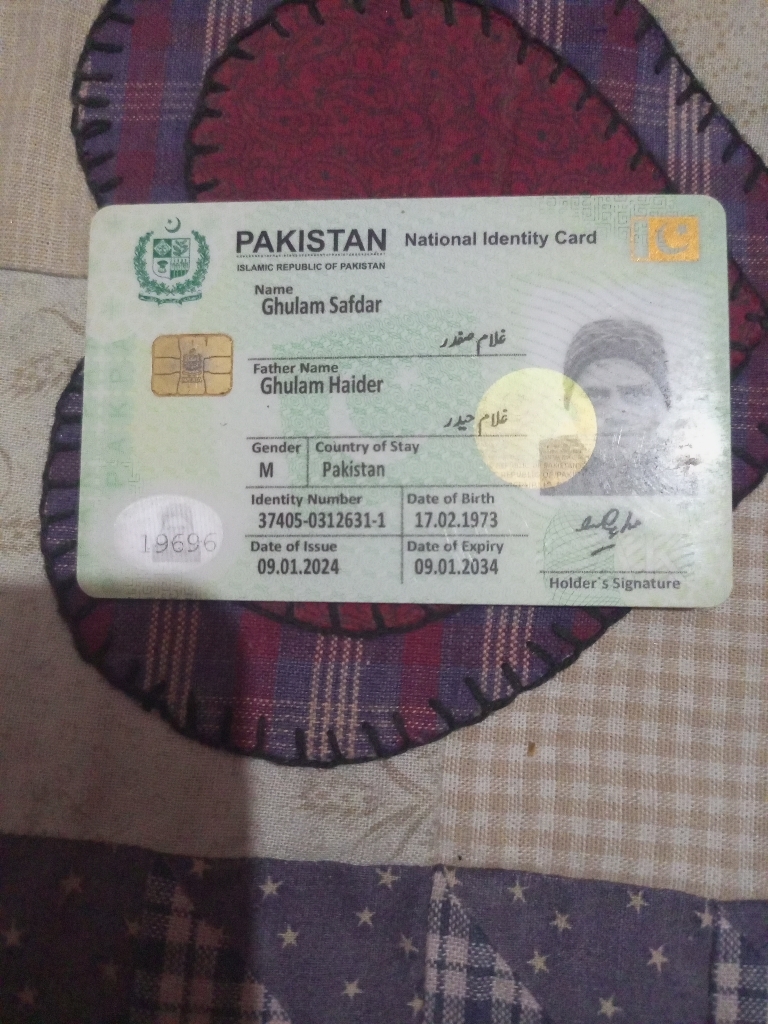 PAKISTAN National Identity Card
ISLAMIC REPUBLIC OF PAKISTAN
Name
Ghulam Safdar
غلام صفدر
Father Name
Ghulam Haider
غلام حیدر
Gender Country of Stay
M Pakistan
Identity Number Date of Birth
37405-0312631-1 17.02.1973
Date of Issue Date of Expiry
09.01.2024 09.01.2034
19696
Holder's Signature